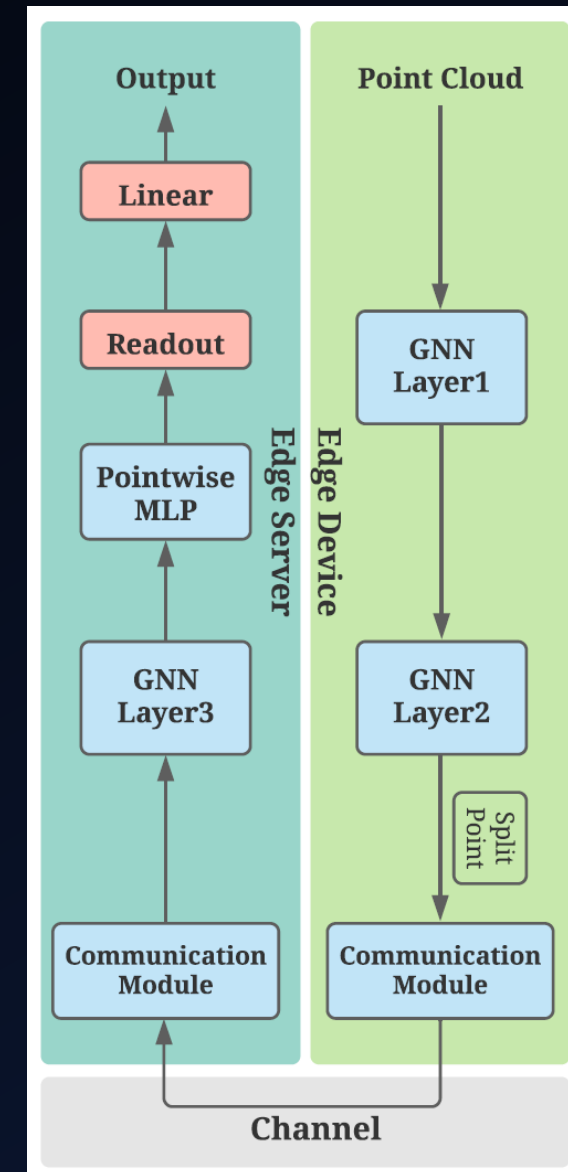 Output
Linear
Readout
Pointwise
MLP
GNN
Layer3
Communication
Module
Edge Server
Point Cloud
GNN
Layer1
Edge Device
GNN
Layer2
Split
Point
Communication
Module
Channel